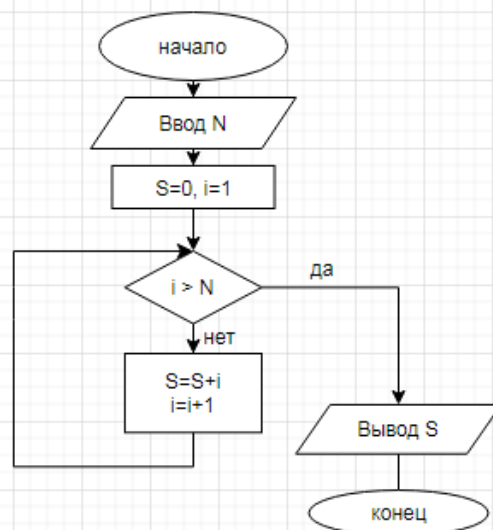 начало
Ввод N
S=0, i=1
i > N
да
нет
S=S+i
i=i+1
Вывод S
конец